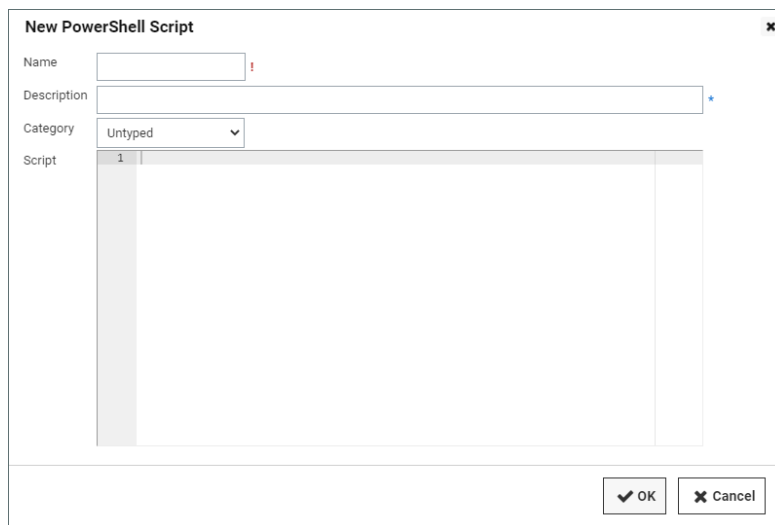 New PowerShell Script
Name !
Description *
Category Untyped
Script 1
OK Cancel